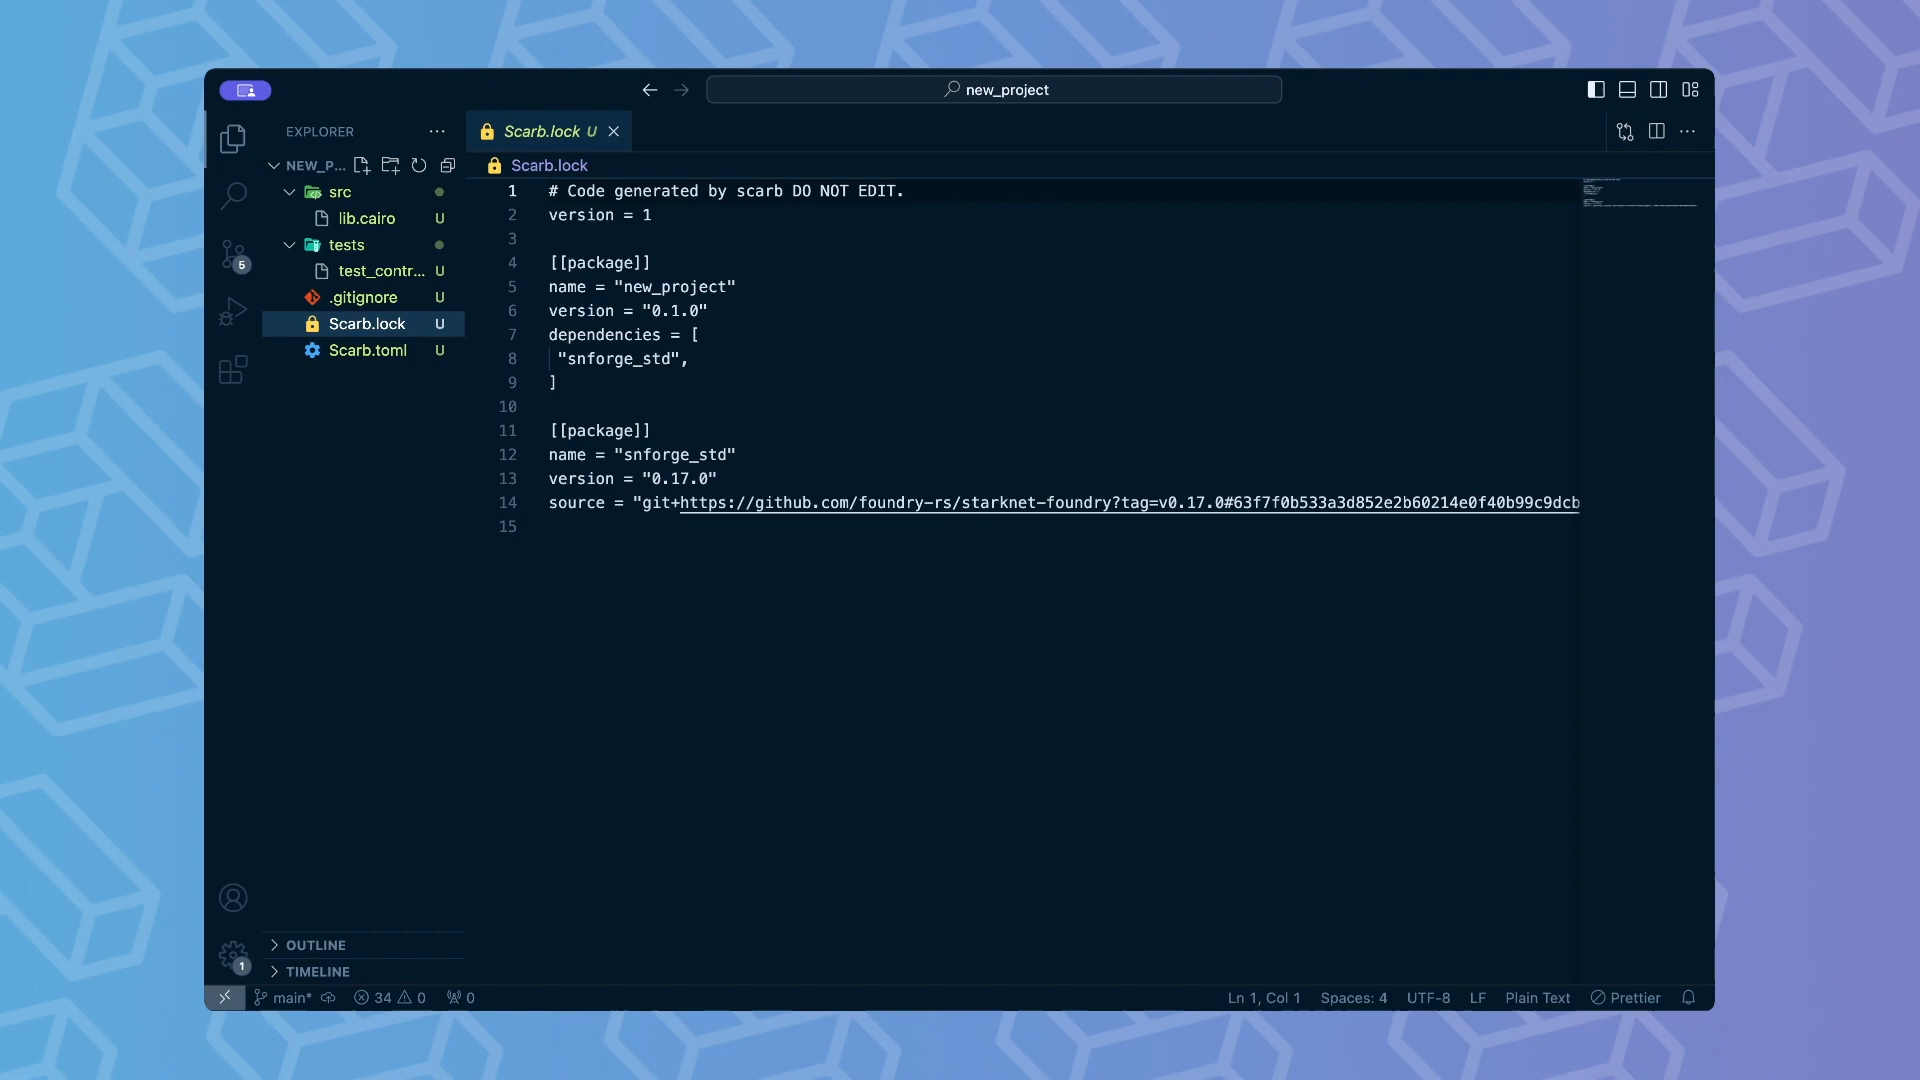 new_project
EXPLORER
NEW_P...
src
lib.cairo U
tests
test_contr... U
.gitignore U
Scarb.lock U
Scarb.toml U
5
1
OUTLINE
TIMELINE
Scarb.lock U
Scarb.lock
1 # Code generated by scarb DO NOT EDIT.
2 version = 1
3
4 [[package]]
5 name = "new_project"
6 version = "0.1.0"
7 dependencies = [
8 "snforge_std",
9 ]
10
11 [[package]]
12 name = "snforge_std"
13 version = "0.17.0"
14 source = "git+https://github.com/foundry-rs/starknet-foundry?tag=v0.17.0#63f7f0b533a3d852e2b60214e0f40b99c9dcb
15
main* 34 0 0 Ln 1, Col 1 Spaces: 4 UTF-8 LF Plain Text Prettier